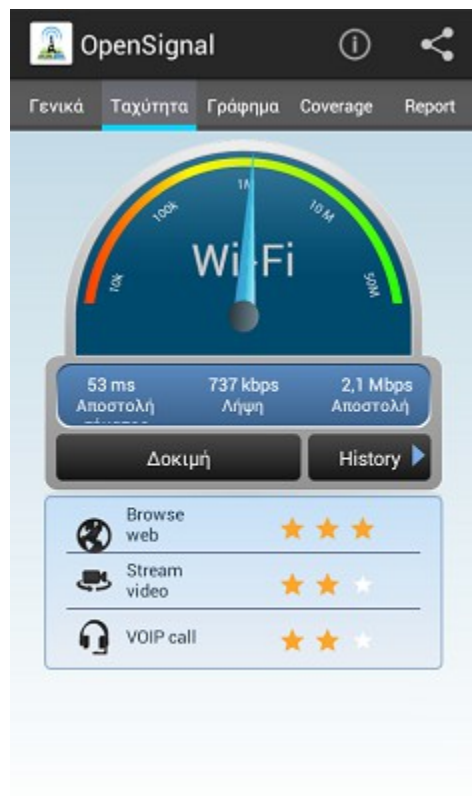 OpenSignal
Γενικά Ταχύτητα Γράφημα Coverage Report
10k 100k 1M 10M 50M
Wi-Fi
53 ms 737 kbps 2,1 Mbps
Αποστολή Λήψη Αποστολή
Δοκιμή History
Browse
web
Stream
video
VOIP call